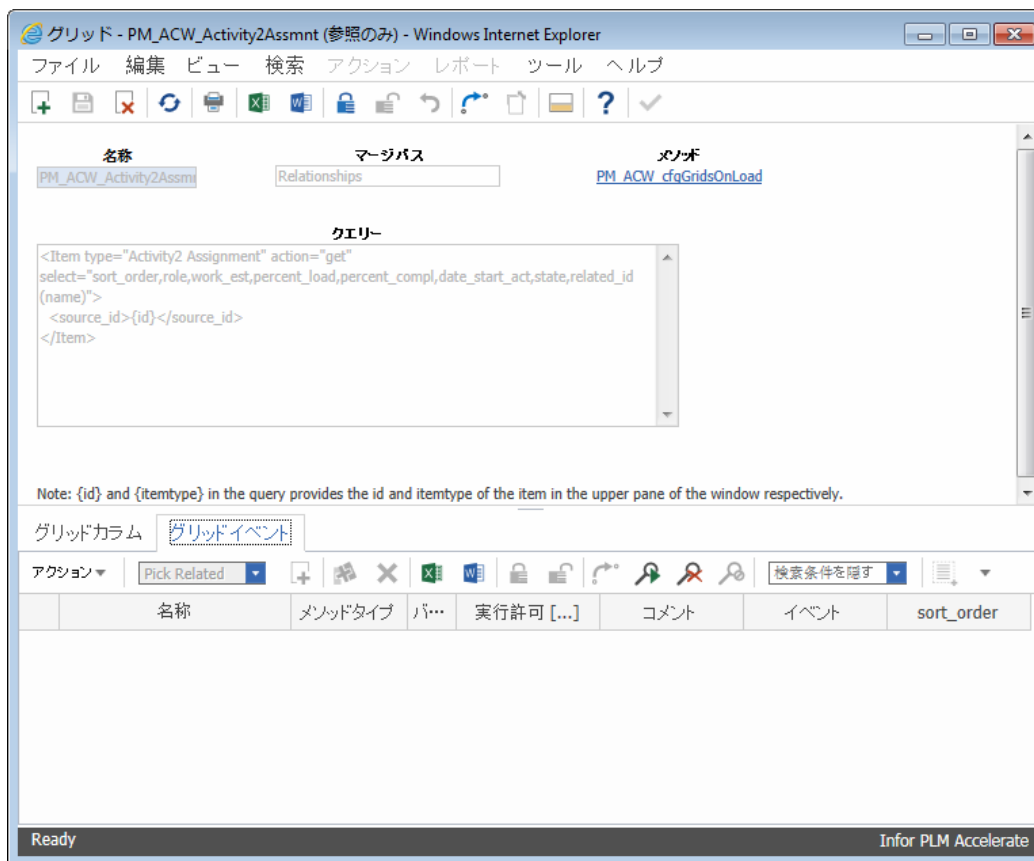 グリッド - PM_ACW_Activity2Assmnt (参照のみ) - Windows Internet Explorer
ファイル 編集 ビュー 検索 アクション レポート ツール ヘルプ
名称 マージパス メソッド
PM_ACW_Activity2Assm Relationships PM_ACW_cfgGridsOnLoad
クエリー
<Item type="Activity2 Assignment" action="get"
select="sort_order,role,work_est,percent_load,percent_compl,date_start_act,state,related_id
(name)">
<source_id>{id}</source_id>
</Item>
Note: {id} and {itemtype} in the query provides the id and itemtype of the item in the upper pane of the window respectively.
グリッドカラム グリッドイベント
アクション Pick Related 検索条件を隠す
名称 メソッドタイプ バ… 実行許可 [...] コメント イベント sort_order
Ready Infor PLM Accelerate